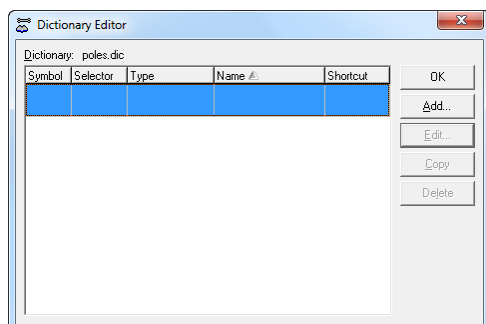 Dictionary Editor
Dictionary: poles.dic
Symbol Selector Type Name Shortcut
OK
Add...
Edit...
Copy
Delete